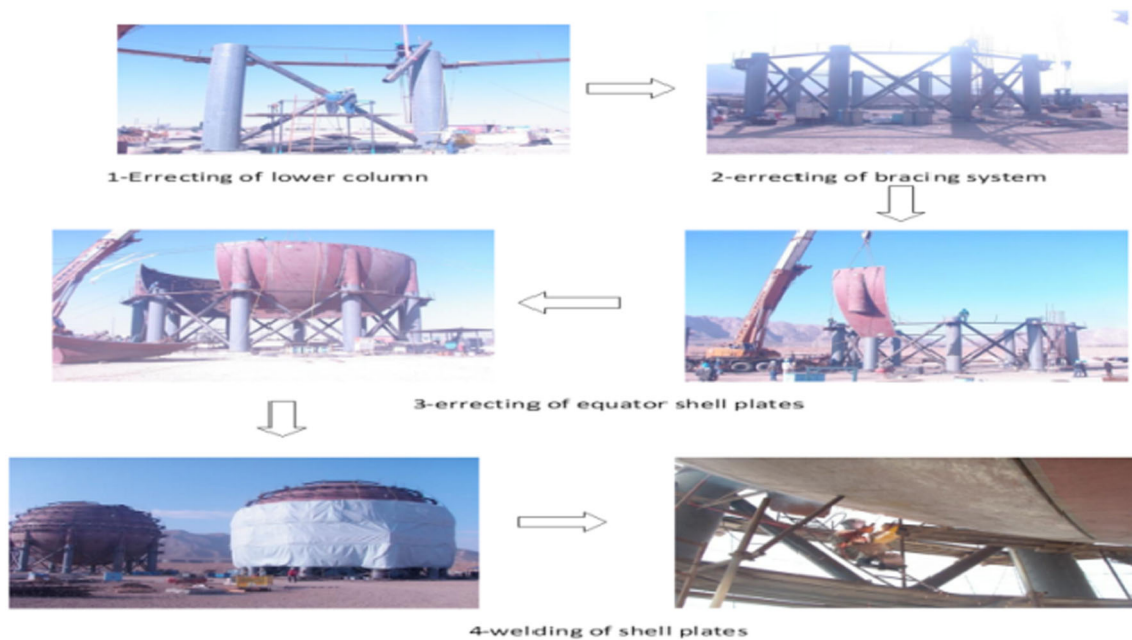 1-Errecting of lower column
2-errecting of bracing system
3-errecting of equator shell plates
4-welding of shell plates